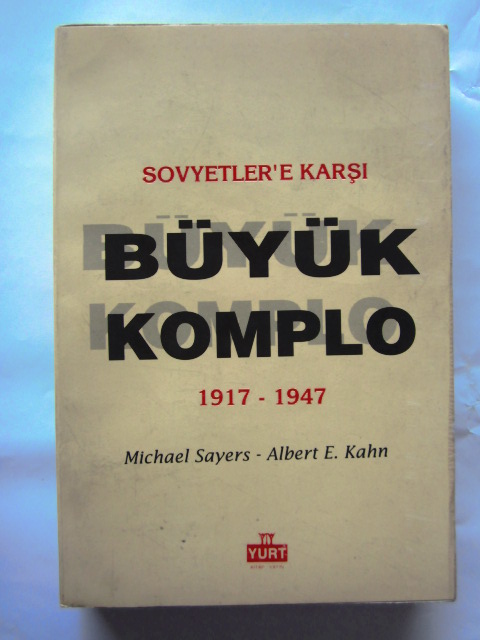 SOVYETLER'E KARŞI
BÜYÜK
KOMPLO
1917 - 1947
Michael Sayers - Albert E. Kahn
YURT